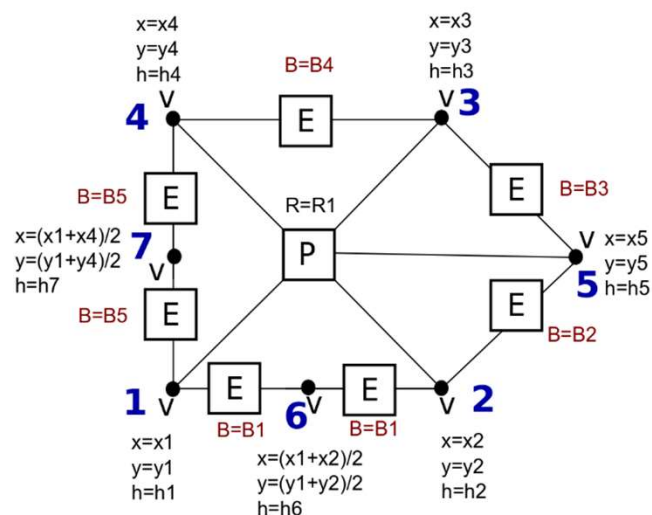 x=x4
y=y4
h=h4
V
4
B=B4
E
x=x3
y=y3
h=h3
V
3
B=B5
E
R=R1
P
E
B=B3
x=(x1+x4)/2
y=(y1+y4)/2
h=h7
7
V
V
x=x5
y=y5
h=h5
5
B=B5
E
E
B=B2
1
V
E
B=B1
6
V
E
B=B1
V
2
x=x1
y=y1
h=h1
x=(x1+x2)/2
y=(y1+y2)/2
h=h6
x=x2
y=y2
h=h2